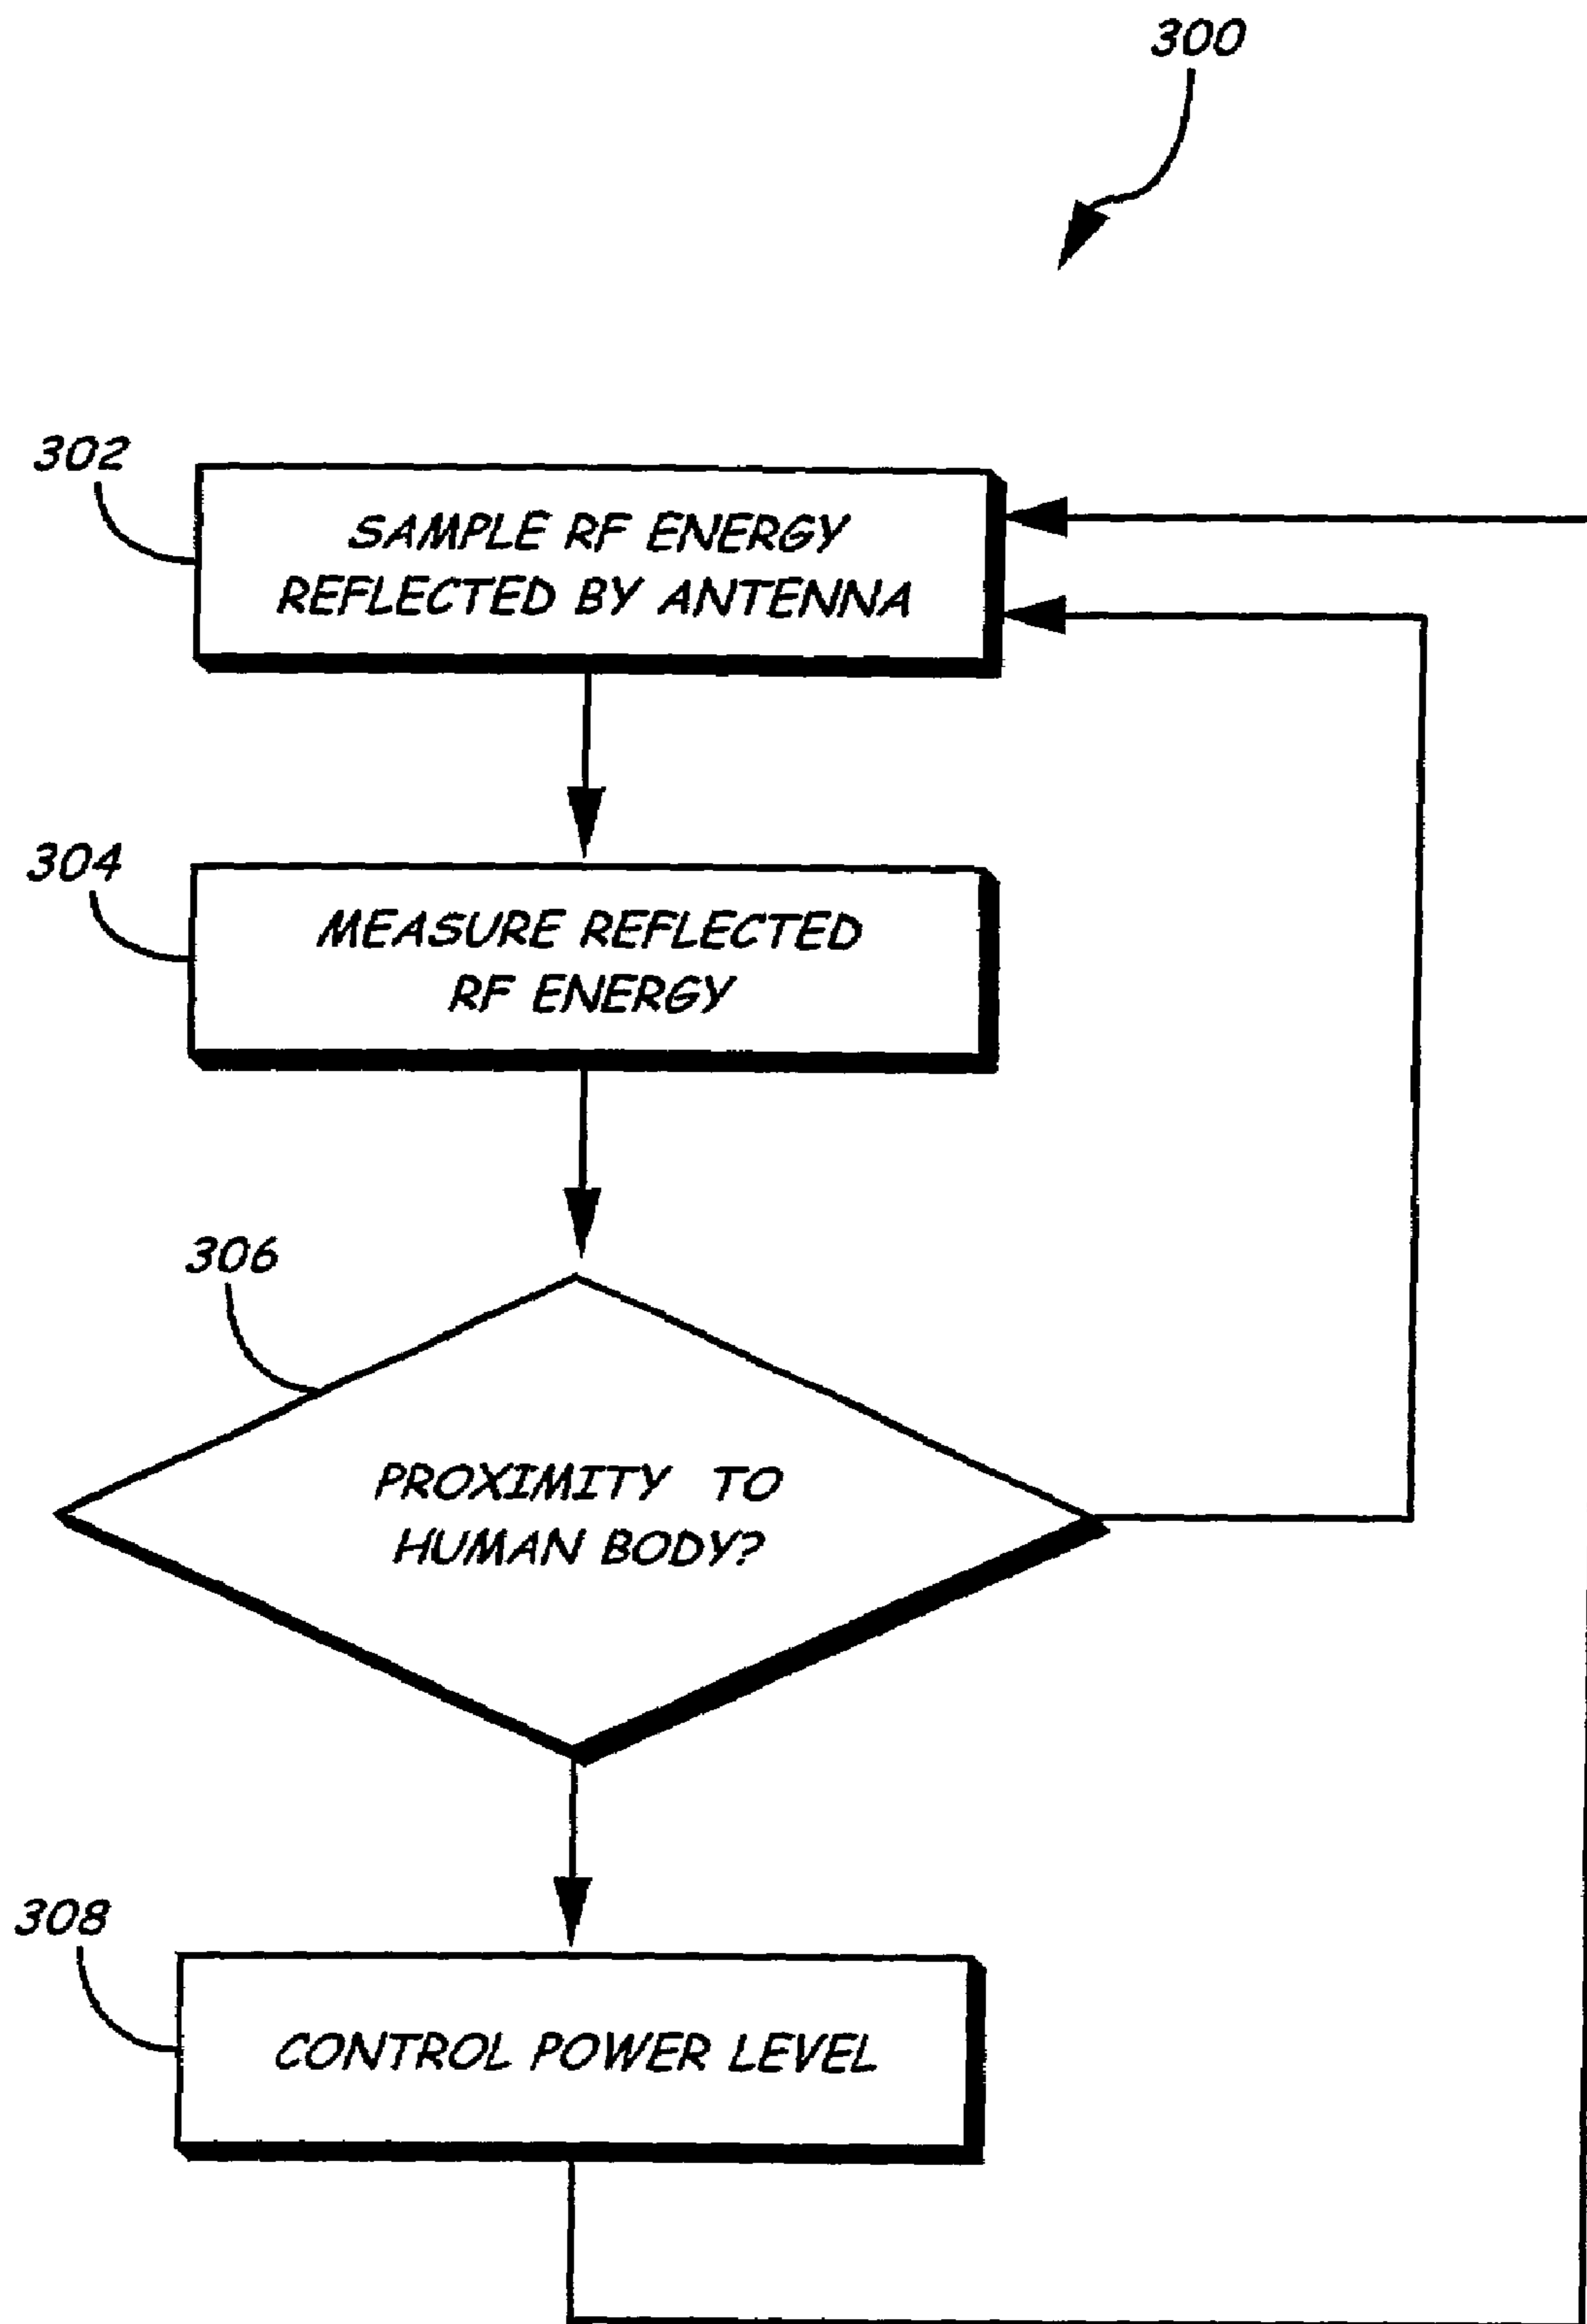 300
302
SAMPLE RF ENERGY
REFLECTED BY ANTENNA
304
MEASURE REFLECTED
RF ENERGY
306
PROXIMITY TO
HUMAN BODY?
308
CONTROL POWER LEVEL